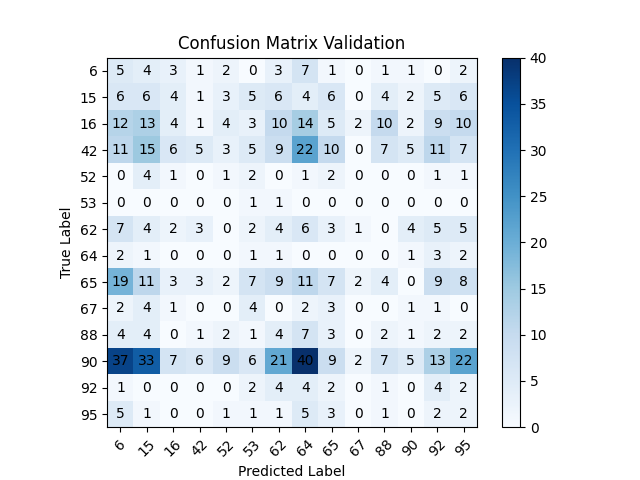 Confusion Matrix Validation
6 5 4 3 1 2 0 3 7 1 0 1 1 0 2
15 6 6 4 1 3 5 6 4 6 0 4 2 5 6
16 12 13 4 1 4 3 10 14 5 2 10 2 9 10
42 11 15 6 5 3 5 9 22 10 0 7 5 11 7
52 0 4 1 0 1 2 0 1 2 0 0 0 1 1
53 0 0 0 0 0 1 1 0 0 0 0 0 0 0
62 7 4 2 3 0 2 4 6 3 1 0 4 5 5
64 2 1 0 0 0 1 1 0 0 0 0 1 3 2
65 19 11 3 3 2 7 9 11 7 2 4 0 9 8
67 2 4 1 0 0 4 0 2 3 0 0 1 1 0
88 4 4 0 1 2 1 4 7 3 0 2 1 2 2
90 37 33 7 6 9 6 21 40 9 2 7 5 13 22
92 1 0 0 0 0 2 4 4 2 0 1 0 4 2
95 5 1 0 0 1 1 1 5 3 0 1 0 2 2
6 15 16 42 52 53 62 64 65 67 88 90 92 95
Predicted Label
True Label
40
35
30
25
20
15
10
5
0